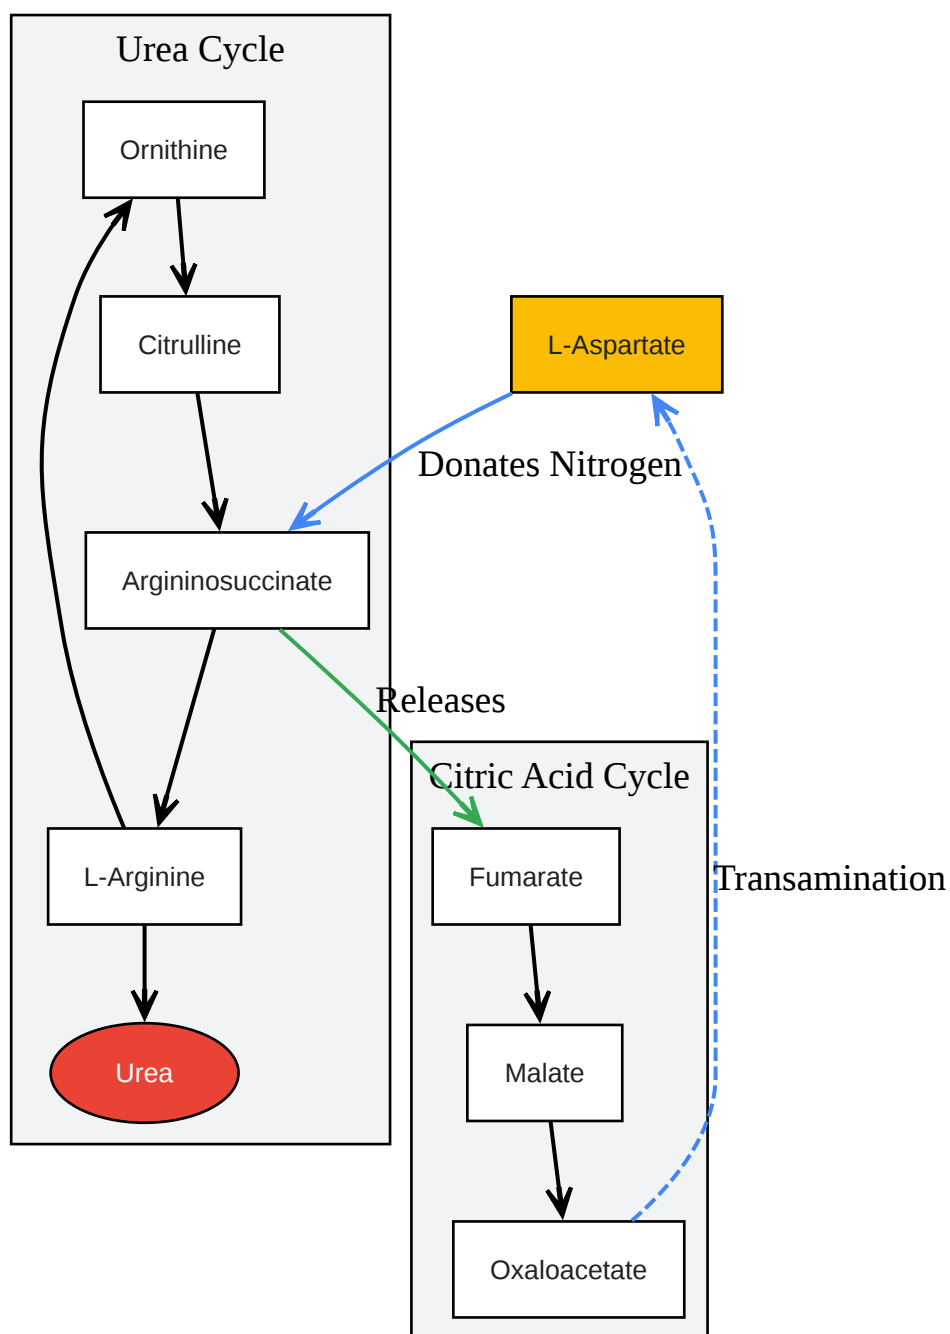 Urea Cycle
Ornithine
Citrulline
L-Aspartate
Donates Nitrogen
Argininosuccinate
Releases
Citric Acid Cycle
L-Arginine
Fumarate
Transamination
Urea
Malate
Oxaloacetate